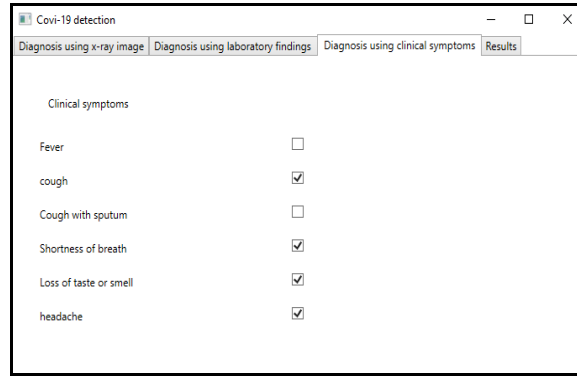 Covi-19 detection
Diagnosis using x-ray image Diagnosis using laboratory findings Diagnosis using clinical symptoms Results
Clinical symptoms
Fever
cough
Cough with sputum
Shortness of breath
Loss of taste or smell
headache